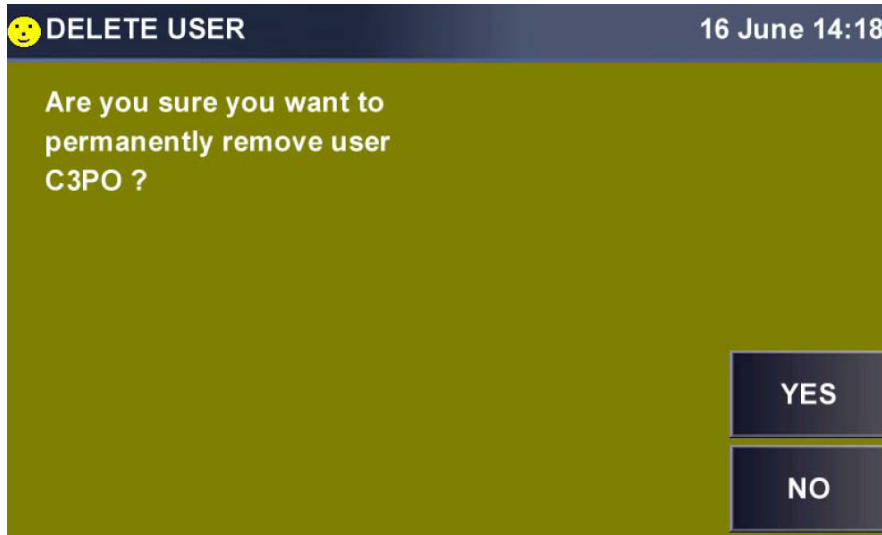 DELETE USER 16 June 14:18
Are you sure you want to
permanently remove user
C3PO ?
YES
NO